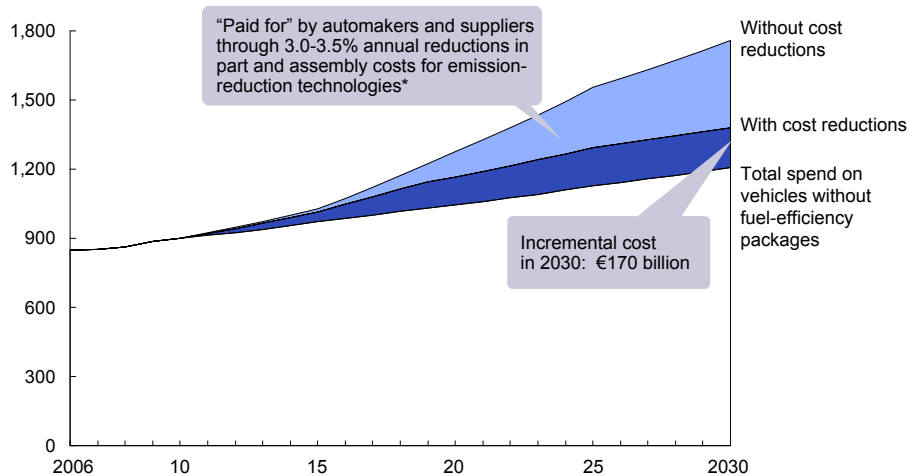 1,800
1,500
1,200
900
600
300
0
2006
10
15
20
25
2030
“Paid for” by automakers and suppliers
through 3.0-3.5% annual reductions in
part and assembly costs for emission-
reduction technologies*
Incremental cost
in 2030: €170 billion
Without cost
reductions
With cost reductions
Total spend on
vehicles without
fuel-efficiency
packages